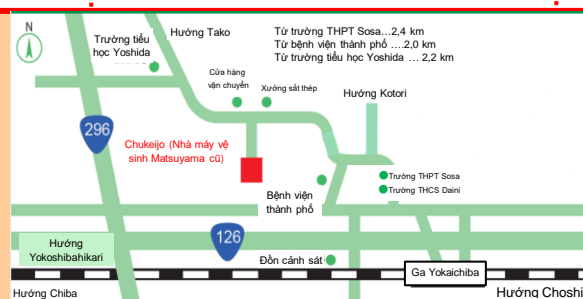 N
Trường tiểu
học Yoshida
Hướng Tako
Từ trường THPT Sosa...2,4 km
Từ bệnh viện thành phố ....2,0 km
Từ trường tiểu học Yoshida ... 2,2 km
Cửa hàng
vận chuyển
Xưởng sắt thép
Hướng Kotori
296
Chukeijo (Nhà máy vệ
sinh Matsuyama cũ)
Trường THPT Sosa
Trường THCS Daini
Bệnh viện
thành phố
Hướng
Yokoshibahikari
126
Đồn cảnh sát
Ga Yokaichiba
Hướng Chiba
Hướng Choshi